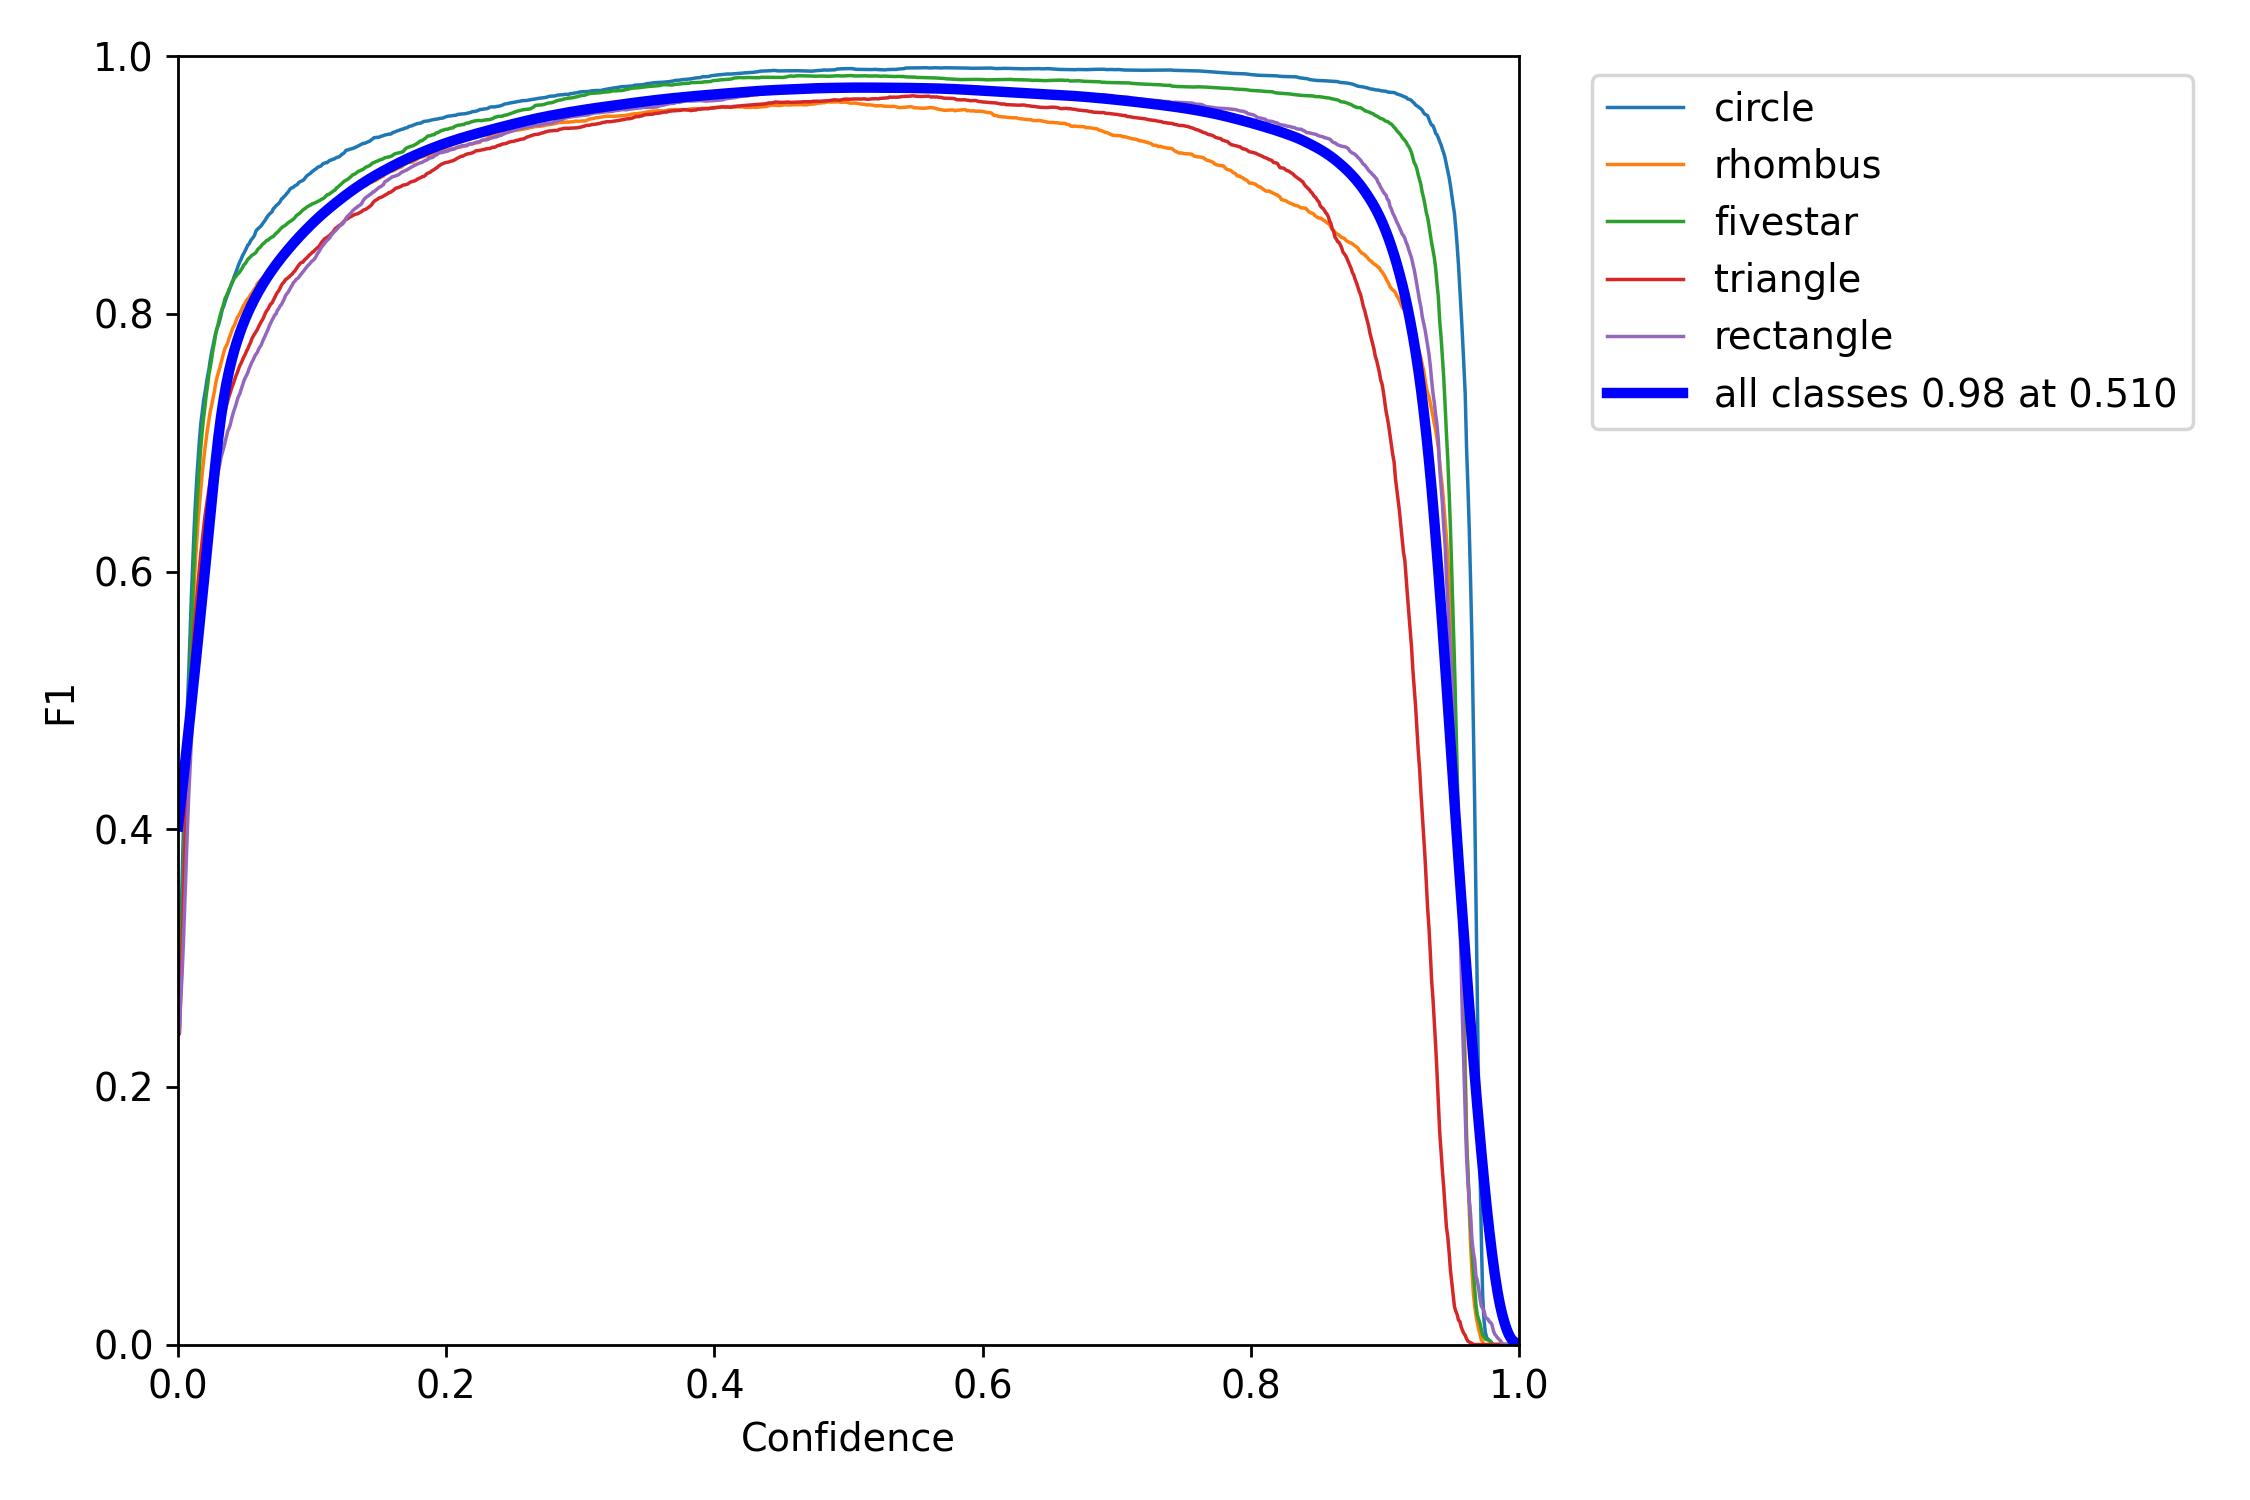 1.0
0.8
0.6
0.4
0.2
0.0
F1
0.0 0.2 0.4 0.6 0.8 1.0
Confidence
circle
rhombus
fivestar
triangle
rectangle
all classes 0.98 at 0.510